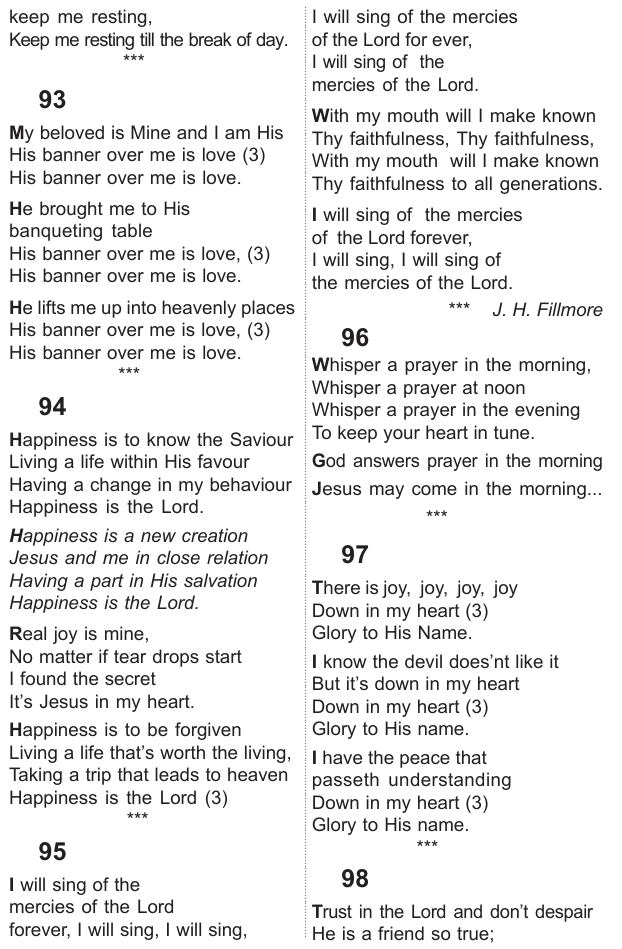 keep me resting,
Keep me resting till the break of day.
***
93
My beloved is Mine and I am His
His banner over me is love (3)
His banner over me is love.
He brought me to His
banqueting table
His banner over me is love, (3)
His banner over me is love.
He lifts me up into heavenly places
His banner over me is love, (3)
His banner over me is love.
***
94
Happiness is to know the Saviour
Living a life within His favour
Having a change in my behaviour
Happiness is the Lord.
Happiness is a new creation
Jesus and me in close relation
Having a part in His salvation
Happiness is the Lord.
Real joy is mine,
No matter if tear drops start
I found the secret
It's Jesus in my heart.
Happiness is to be forgiven
Living a life that's worth the living,
Taking a trip that leads to heaven
Happiness is the Lord (3)
***
95
I will sing of the
mercies of the Lord
forever, I will sing, I will sing,
I will sing of the mercies
of the Lord for ever,
I will sing of the
mercies of the Lord.
With my mouth will I make known
Thy faithfulness, Thy faithfulness,
With my mouth will I make known
Thy faithfulness to all generations.
I will sing of the mercies
of the Lord forever,
I will sing, I will sing of
the mercies of the Lord.
*** J. H. Fillmore
96
Whisper a prayer in the morning,
Whisper a prayer at noon
Whisper a prayer in the evening
To keep your heart in tune.
God answers prayer in the morning
Jesus may come in the morning...
***
97
There is joy, joy, joy, joy
Down in my heart (3)
Glory to His Name.
I know the devil does'nt like it
But it's down in my heart
Down in my heart (3)
Glory to His name.
I have the peace that
passeth understanding
Down in my heart (3)
Glory to His name.
***
98
Trust in the Lord and don't despair
He is a friend so true;